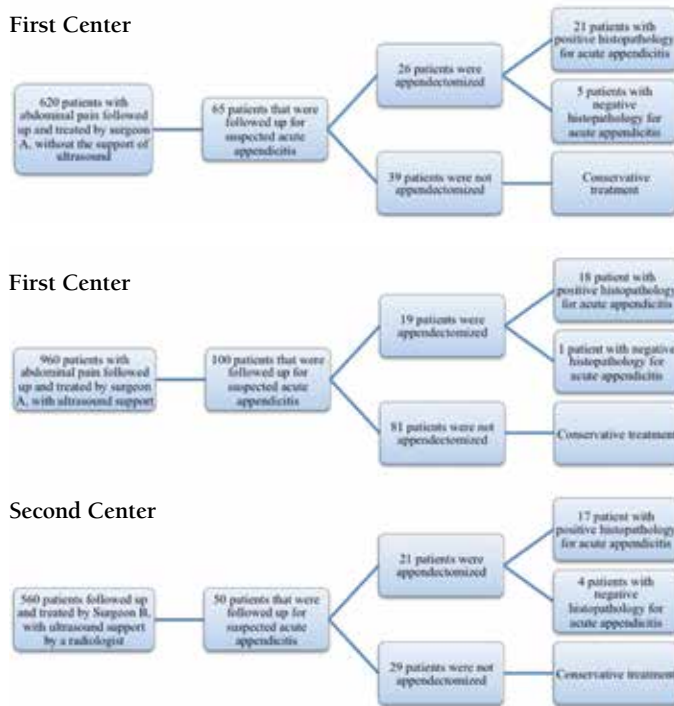 First Center
620 patients with
abdominal pain followed
up and treated by surgeon
A, without the support of
ultrasound
65 patients that were
followed up for
suspected acute
appendicitis
26 patients were
appendectomized
21 patients with
positive histopathology
for acute appendicitis
5 patients with
negative
histopathology for
acute appendicitis
39 patients were not
appendectomized
Conservative
treatment
First Center
960 patients with
abdominal pain followed
up and treated by surgeon
A, with ultrasound support
100 patients that were
followed up for
suspected acute
appendicitis
19 patients were
appendectomized
18 patient with
positive histopathology
for acute appendicitis
1 patient with negative
histopathology for
acute appendicitis
81 patients were not
appendectomized
Conservative treatment
Second Center
560 patients followed up
and treated by Surgeon B,
with ultrasound support
by a radiologist
50 patients that were
followed up for
suspected acute
appendicitis
21 patients were
appendectomized
17 patient with
positive histopathology
for acute appendicitis
4 patients with
negative
histopathology for
acute appendicitis
29 patients were not
appendectomized
Conservative treatment